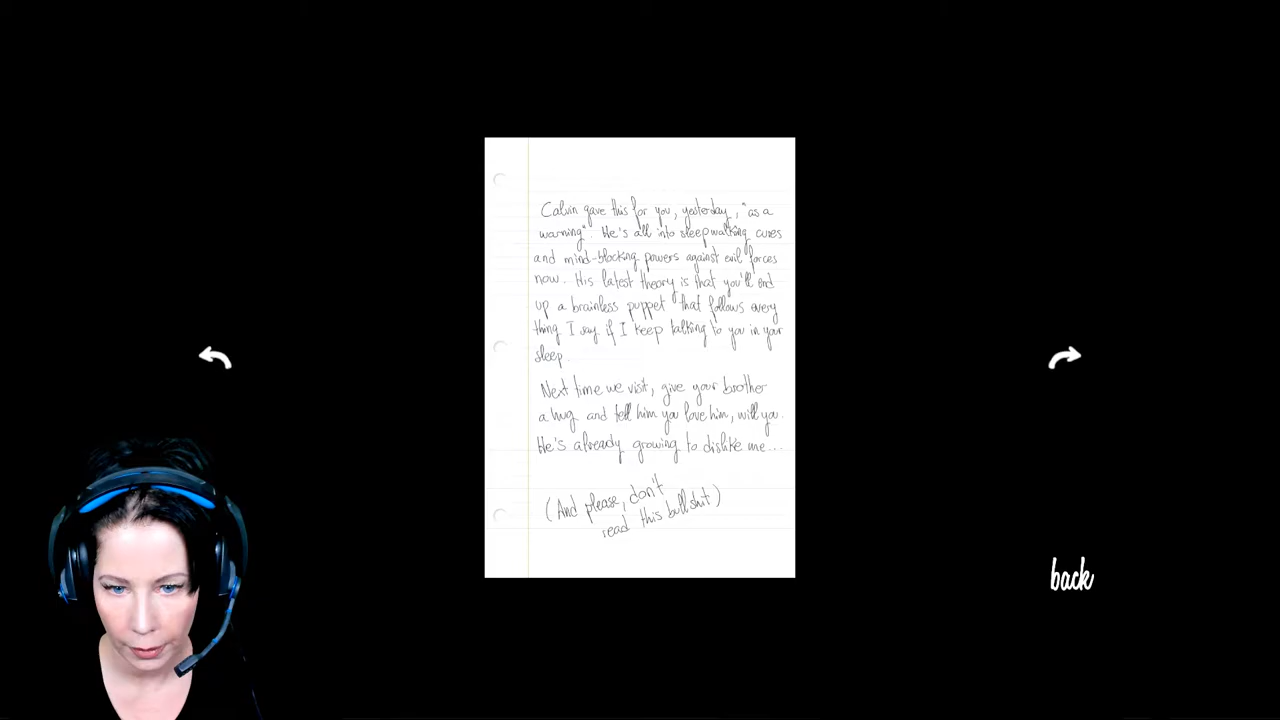 Calvin gave this for you, yesterday, "as a
warning". He's all into sleepwalking cures
and mind-blocking powers against evil forces
now. His latest theory is that you'll end
up a brainless puppet that follows every
thing I say if I keep talking to you in your
sleep.
Next time we visit, give your brother
a hug and tell him you love him, will you.
He's already growing to dislike me...
(And please, don't
read this bullshit)
back